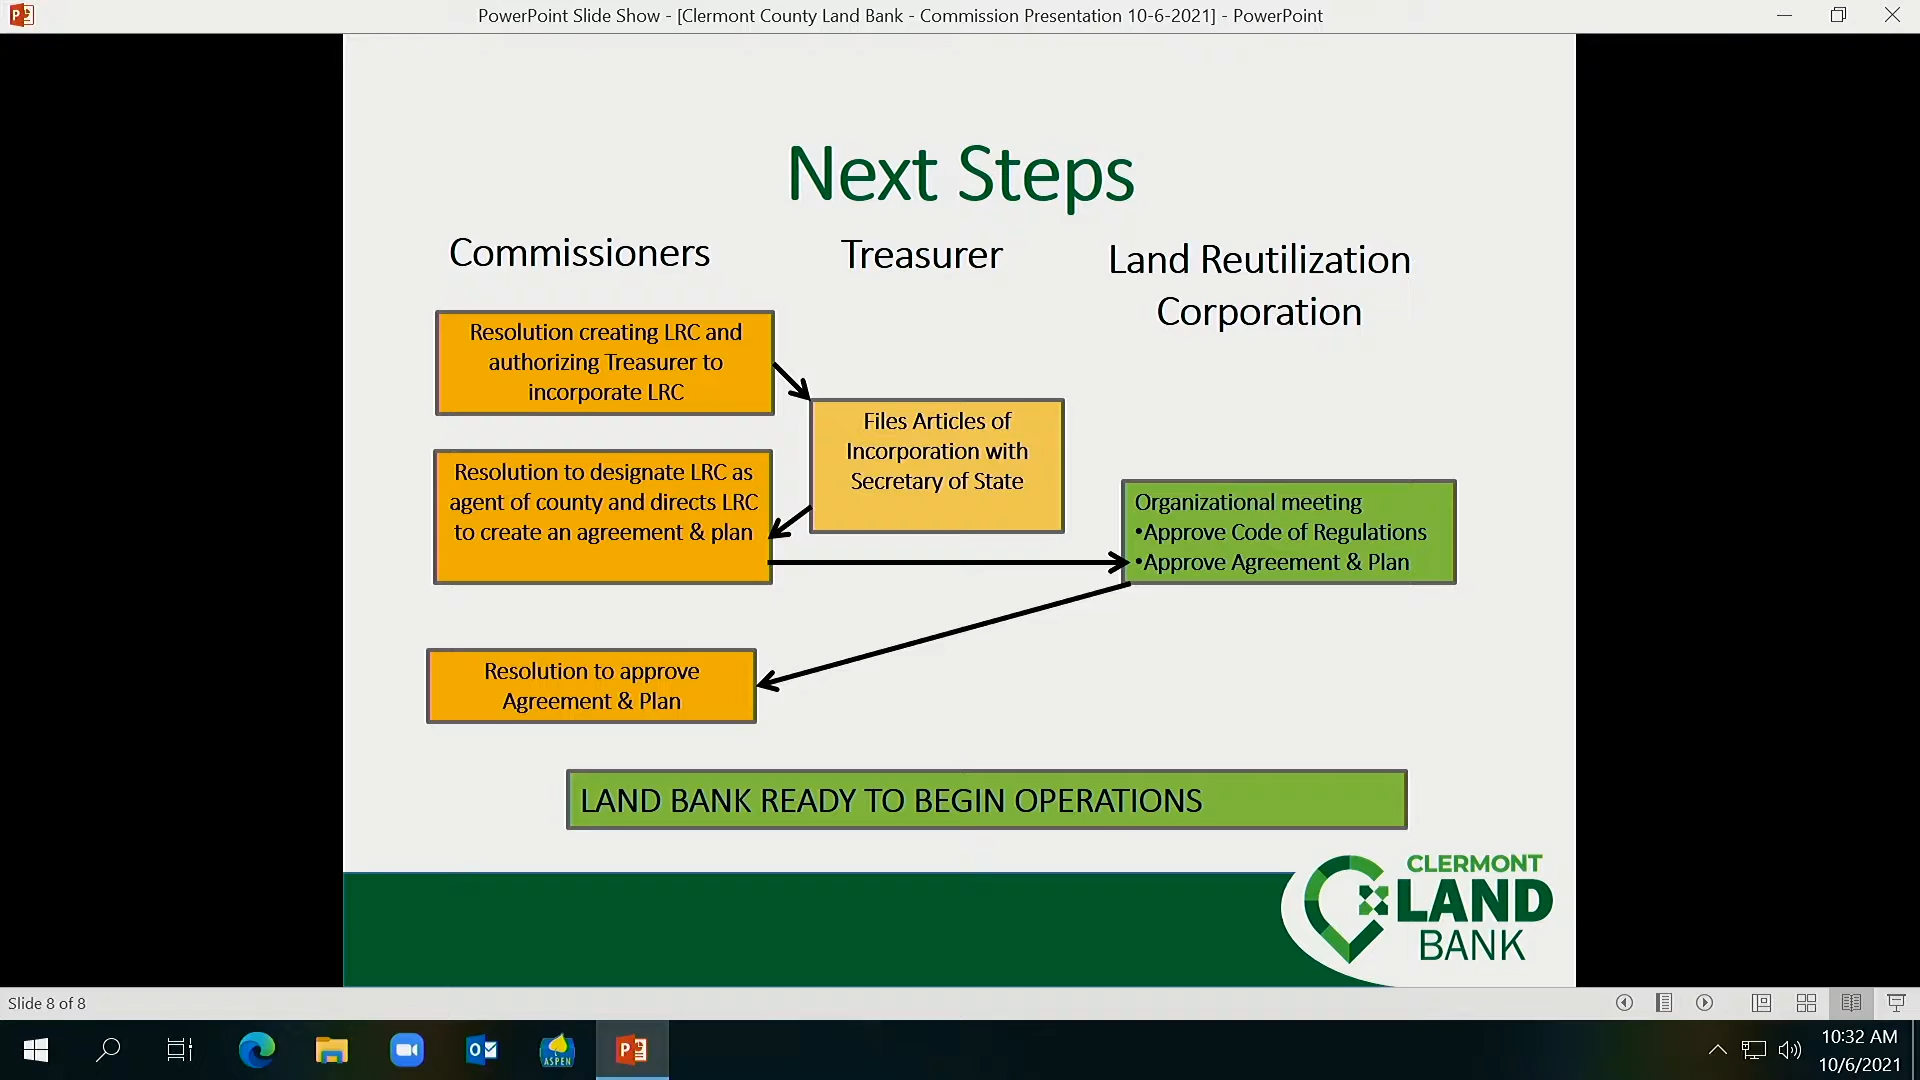 PowerPoint Slide Show - [Clermont County Land Bank - Commission Presentation 10-6-2021] - PowerPoint
Next Steps
Commissioners
Treasurer
Land Reutilization
Corporation
Resolution creating LRC and
authorizing Treasurer to
incorporate LRC
Files Articles of
Incorporation with
Secretary of State
Resolution to designate LRC as
agent of county and directs LRC
to create an agreement & plan
Organizational meeting
•Approve Code of Regulations
•Approve Agreement & Plan
Resolution to approve
Agreement & Plan
LAND BANK READY TO BEGIN OPERATIONS
CLERMONT
LAND
BANK
Slide 8 of 8
ASPEN
10:32 AM
10/6/2021